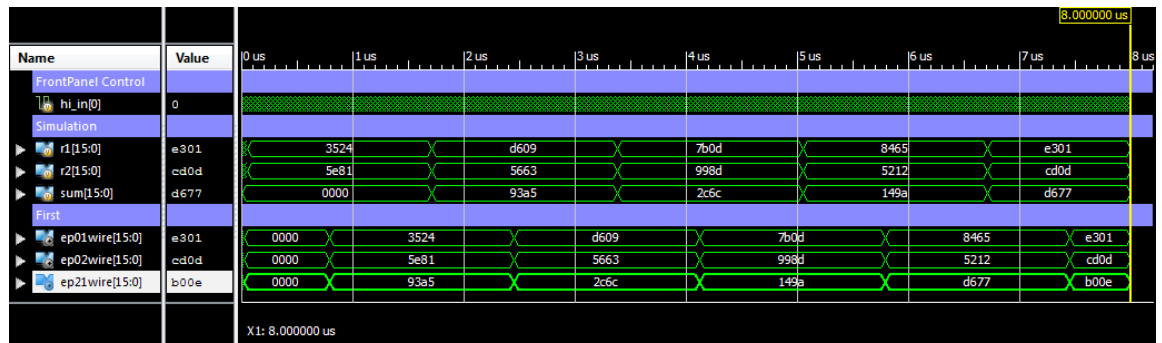 8.000000 us
Name Value 0 us 1 us 2 us 3 us 4 us 5 us 6 us 7 us 8 us
FrontPanel Control
hi_in[0] 0
Simulation
r1[15:0] e301 3524 d609 7b0d 8465 e301
r2[15:0] cd0d 5e81 5663 998d 5212 cd0d
sum[15:0] d677 0000 93a5 2c6c 149a d677
First
ep01wire[15:0] e301 0000 3524 d609 7b0d 8465 e301
ep02wire[15:0] cd0d 0000 5e81 5663 998d 5212 cd0d
ep21wire[15:0] b00e 0000 93a5 2c6c 149a d677 b00e
X1: 8.000000 us